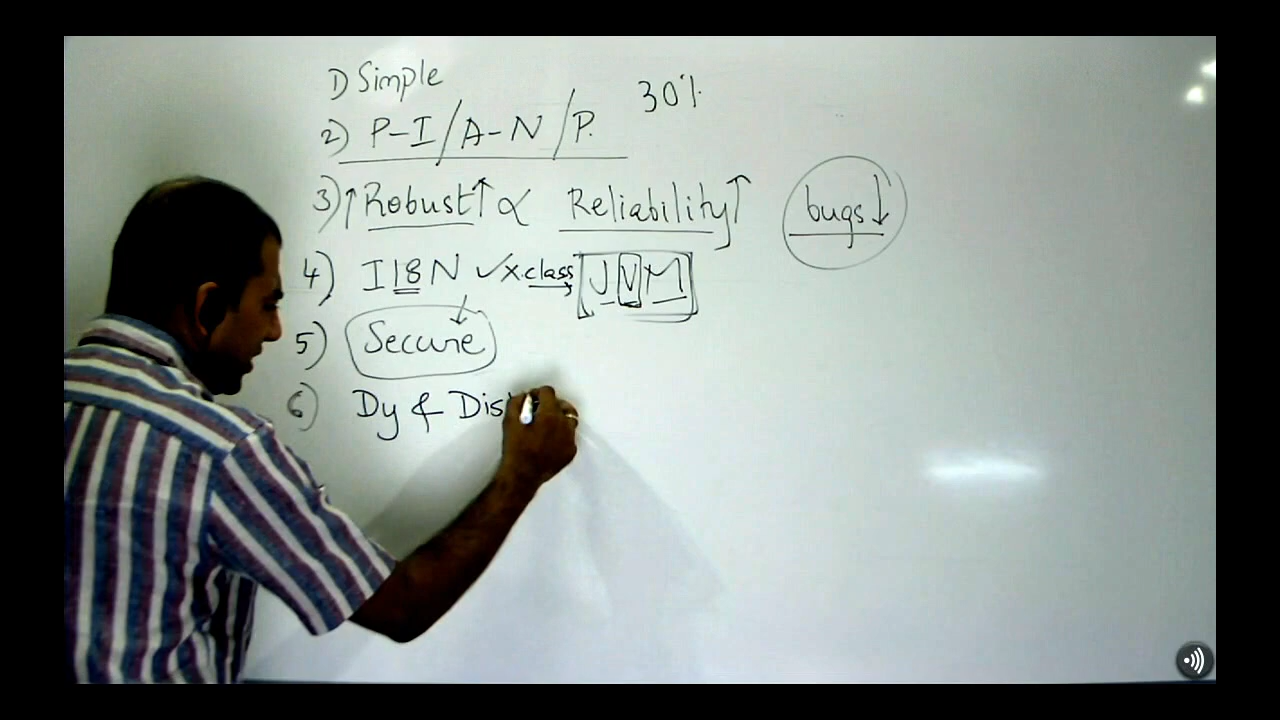 1) Simple
2) P-I/A-N/P. 30%
3) ↑Robust↑ ∝ Reliability↑ bugs↓
4) I18N ✓ x.class JVM
5) Secure
6) Dy & Dis